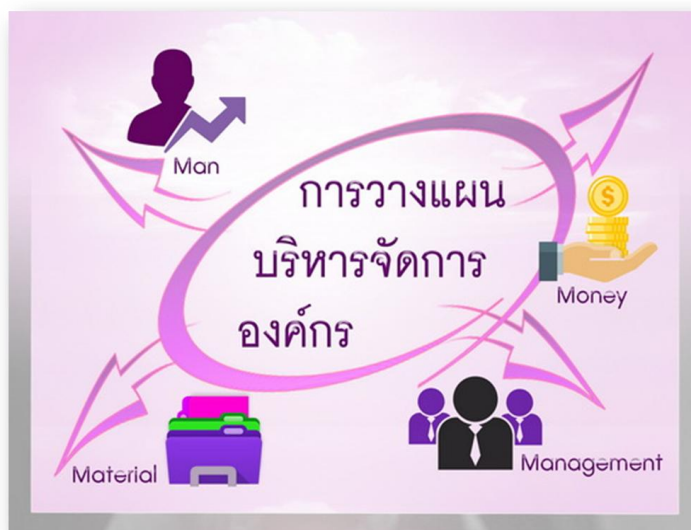 Man
การวางแผน
บริหารจัดการ
องค์กร
Money
Material
Management